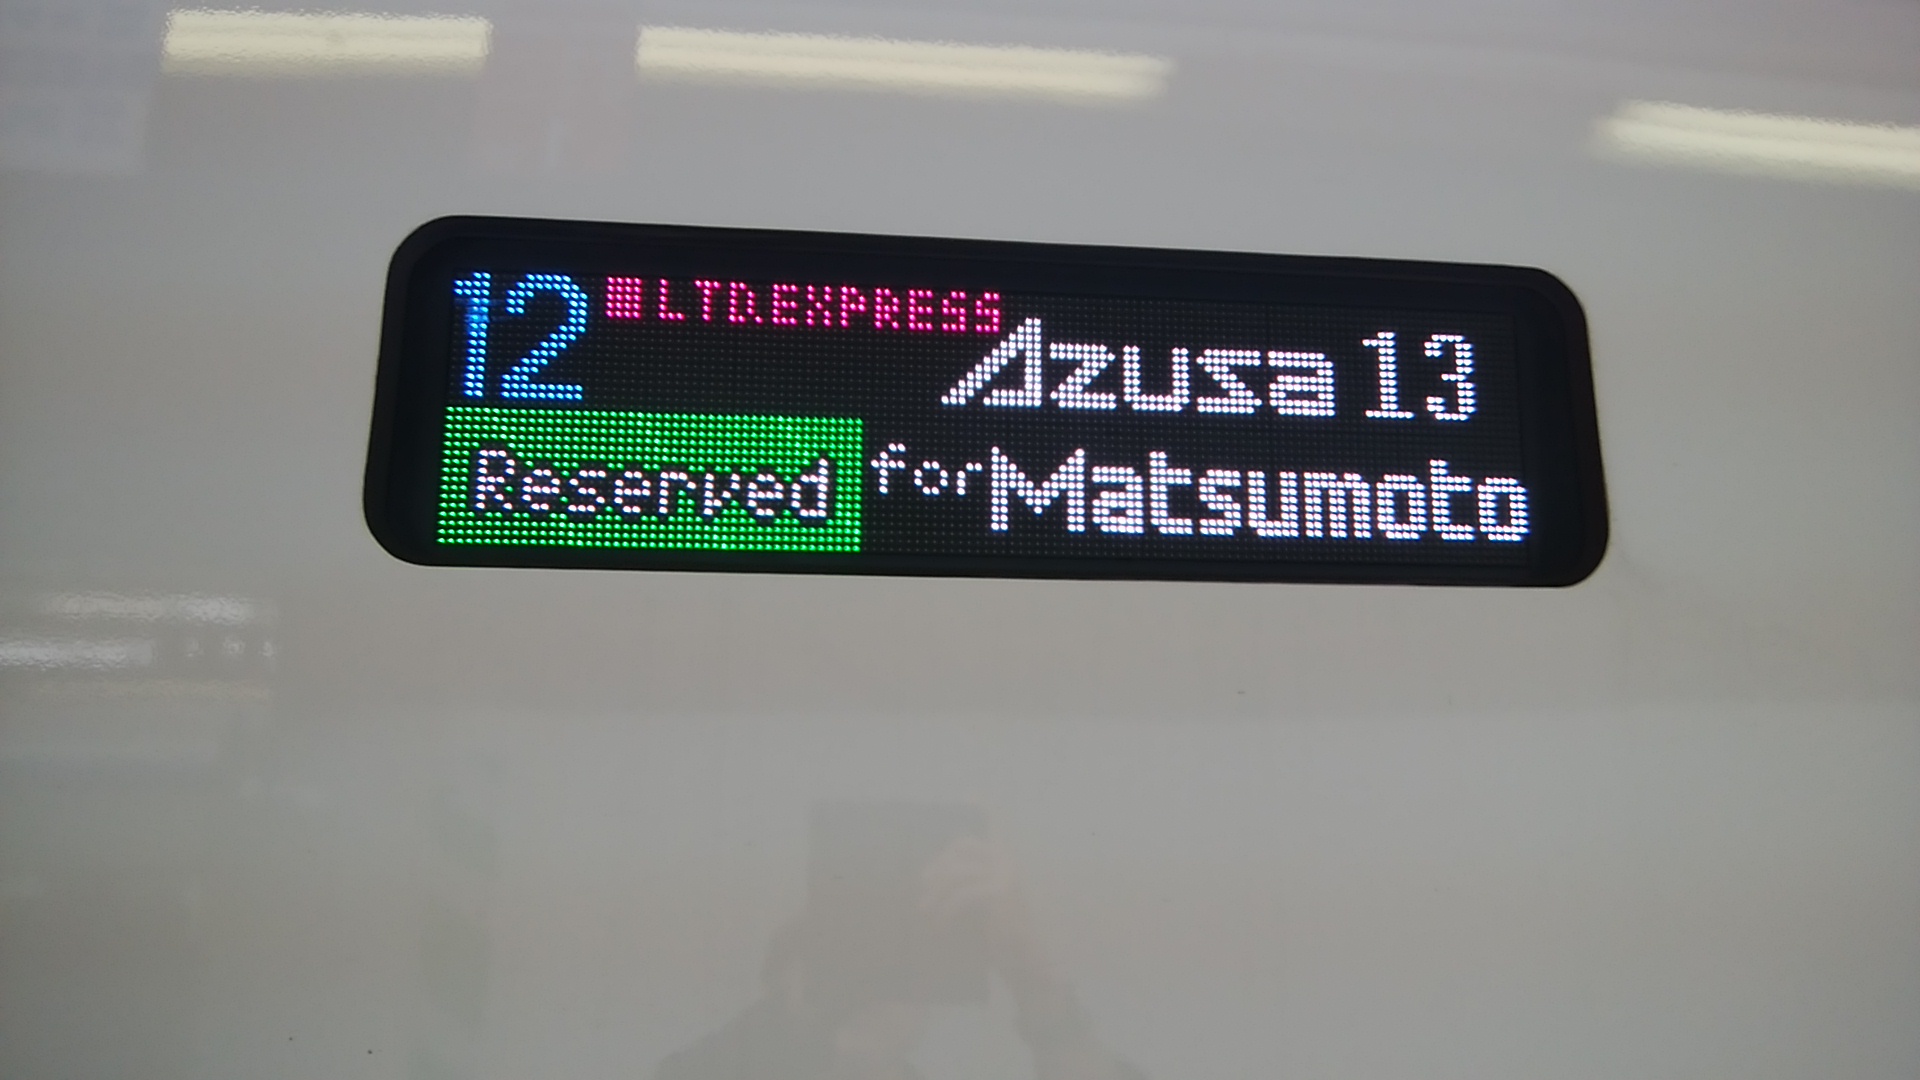 12 ■LTD.EXPRESS
Azusa 13
Reserved for Matsumoto